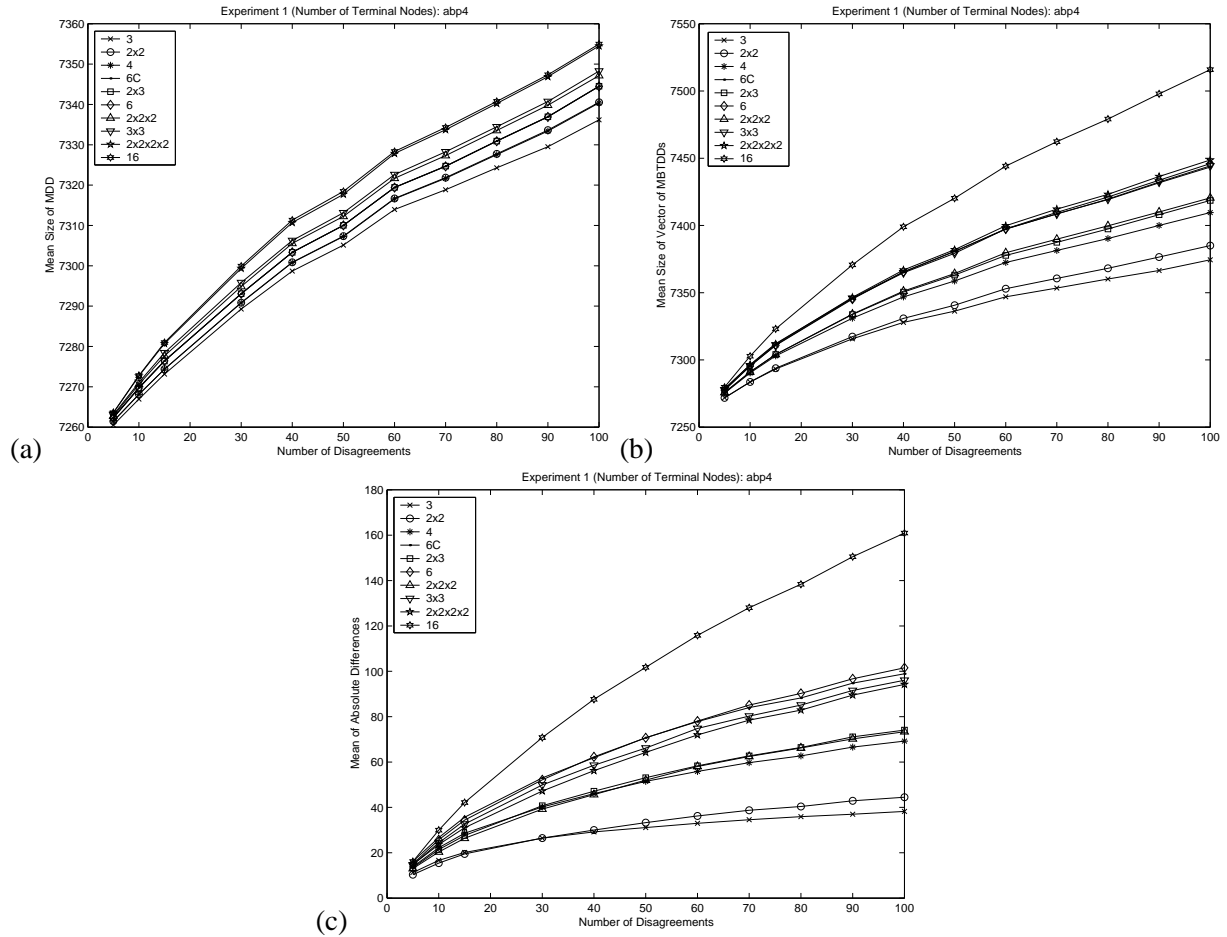 Experiment 1 (Number of Terminal Nodes): abp4
7360
7350
7340
7330
7320
7310
7300
7290
7280
7270
7260
Mean Size of MDD
3
2x2
4
6C
2x3
6
2x2x2
3x3
2x2x2x2
16
0 10 20 30 40 50 60 70 80 90 100
Number of Disagreements
(a)
Experiment 1 (Number of Terminal Nodes): abp4
7550
7500
7450
7400
7350
7300
7250
Mean Size of Vector of MBTDDs
3
2x2
4
6C
2x3
6
2x2x2
3x3
2x2x2x2
16
0 10 20 30 40 50 60 70 80 90 100
Number of Disagreements
(b)
Experiment 1 (Number of Terminal Nodes): abp4
180
160
140
120
100
80
60
40
20
0
Mean of Absolute Differences
3
2x2
4
6C
2x3
6
2x2x2
3x3
2x2x2x2
16
0 10 20 30 40 50 60 70 80 90 100
Number of Disagreements
(c)